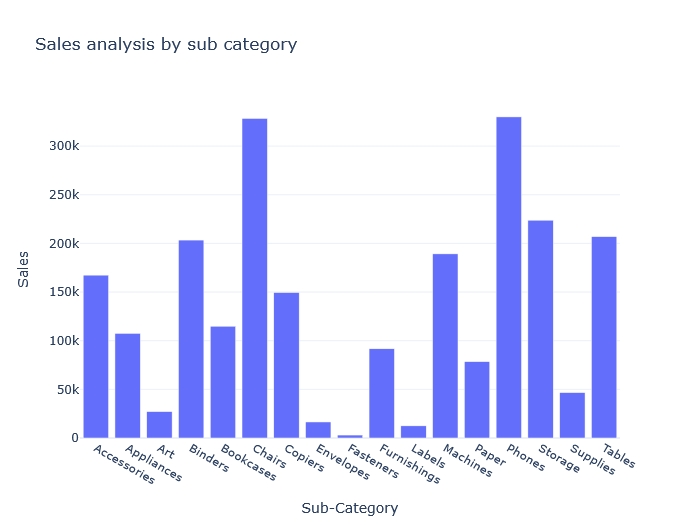 Sales analysis by sub category
300k
250k
200k
150k
100k
50k
0
Sales
Accessories
Appliances
Art
Binders
Bookcases
Chairs
Copiers
Envelopes
Fasteners
Furnishings
Labels
Machines
Paper
Phones
Storage
Supplies
Tables
Sub-Category